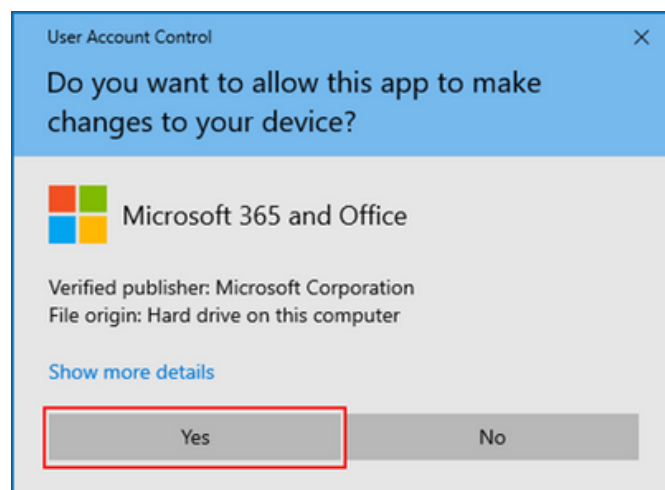 User Account Control
Do you want to allow this app to make
changes to your device?
Microsoft 365 and Office
Verified publisher: Microsoft Corporation
File origin: Hard drive on this computer
Show more details
Yes
No